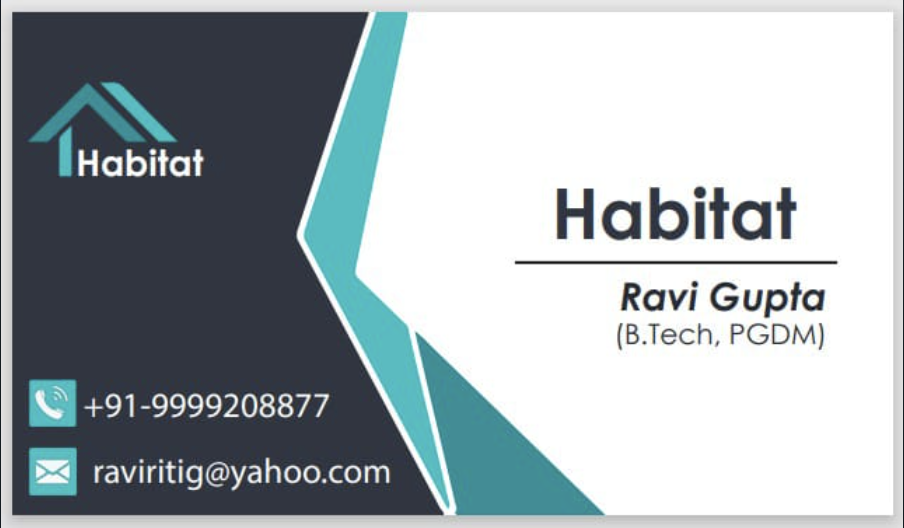 Habitat
+91-9999208877
raviritig@yahoo.com
Habitat
Ravi Gupta
(B.Tech, PGDM)